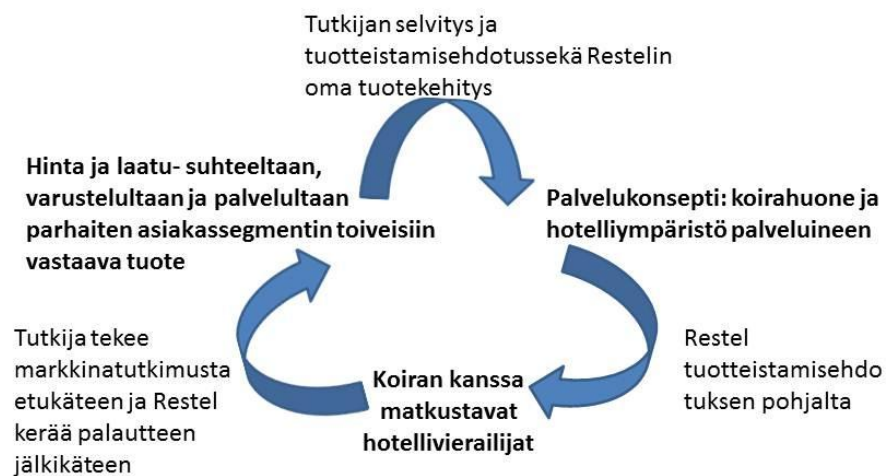 Tutkijan selvitys ja
tuotteistamisehdotussekä Restelin
oma tuotekehitys
Hinta ja laatu- suhteeltaan,
varustelultaan ja palvelultaan
parhaiten asiakassegmentin toiveisiin
vastaava tuote
Palvelukonsepti: koirahuone ja
hotelliympäristö palveluineen
Tutkija tekee
markkinatutkimusta
etukäteen ja Restel
kerää palautteen
jälkikäteen
Koiran kanssa
matkustavat
hotellivierailijat
Restel
tuotteistamisehdo
tuksen pohjalta